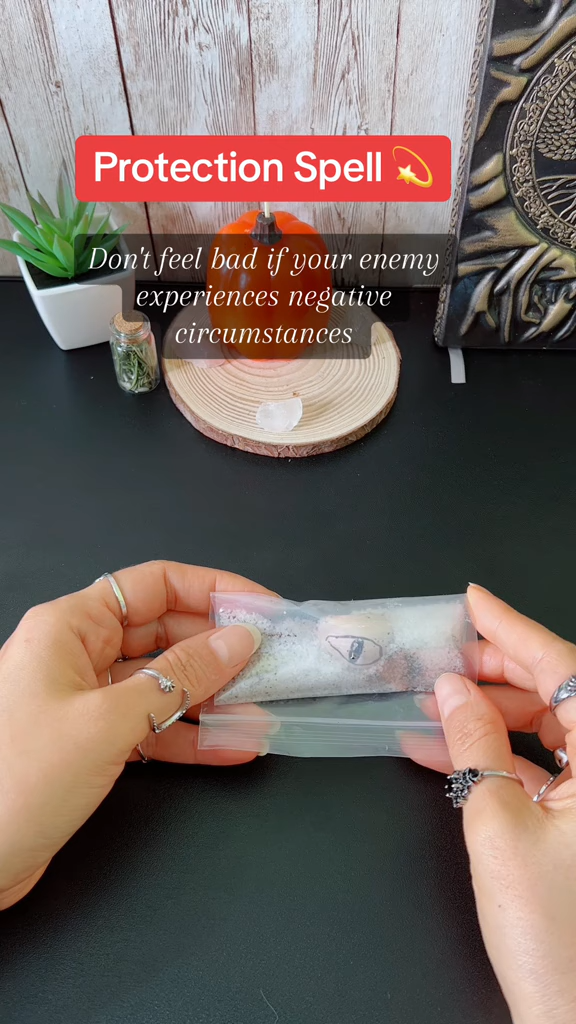 Protection Spell 💫
Don't feel bad if your enemy
experiences negative
circumstances